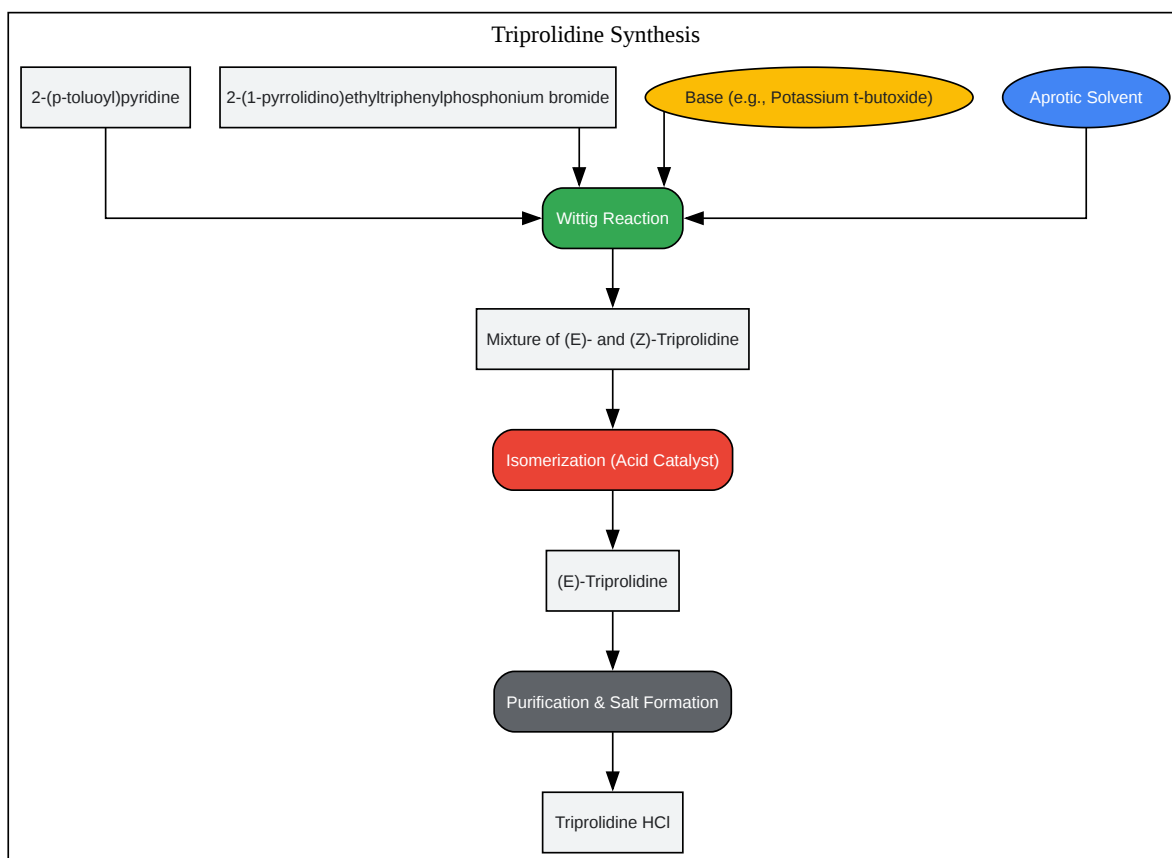 Triprolidine Synthesis
2-(p-toluoyl)pyridine
2-(1-pyrrolidino)ethyltriphenylphosphonium bromide
Base (e.g., Potassium t-butoxide)
Aprotic Solvent
Wittig Reaction
Mixture of (E)- and (Z)-Triprolidine
Isomerization (Acid Catalyst)
(E)-Triprolidine
Purification & Salt Formation
Triprolidine HCl